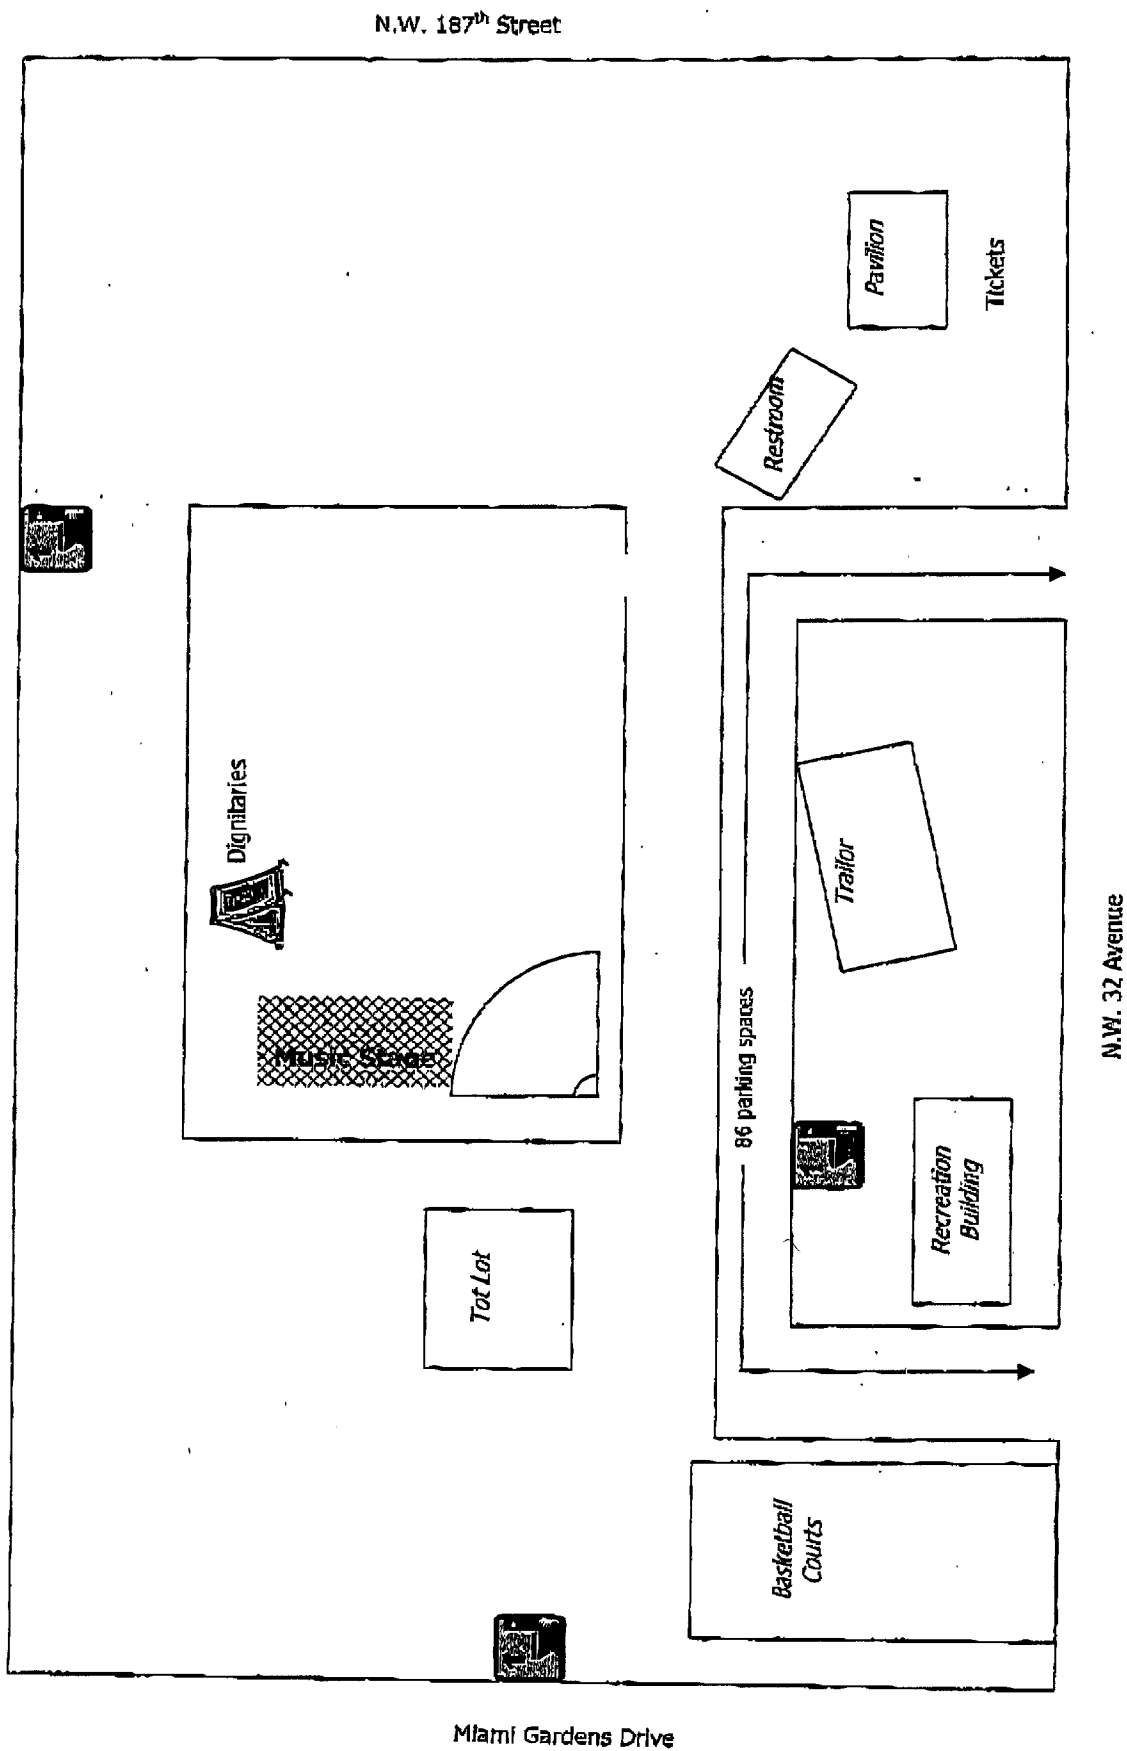 N.W. 187th Street
Pavilion
Tickets
Restroom
Dignitaries
Trailor
N.W. 32 Avenue
Music Stage
86 parking spaces
Recreation
Building
Tot Lot
Basketball
Courts
Miami Gardens Drive